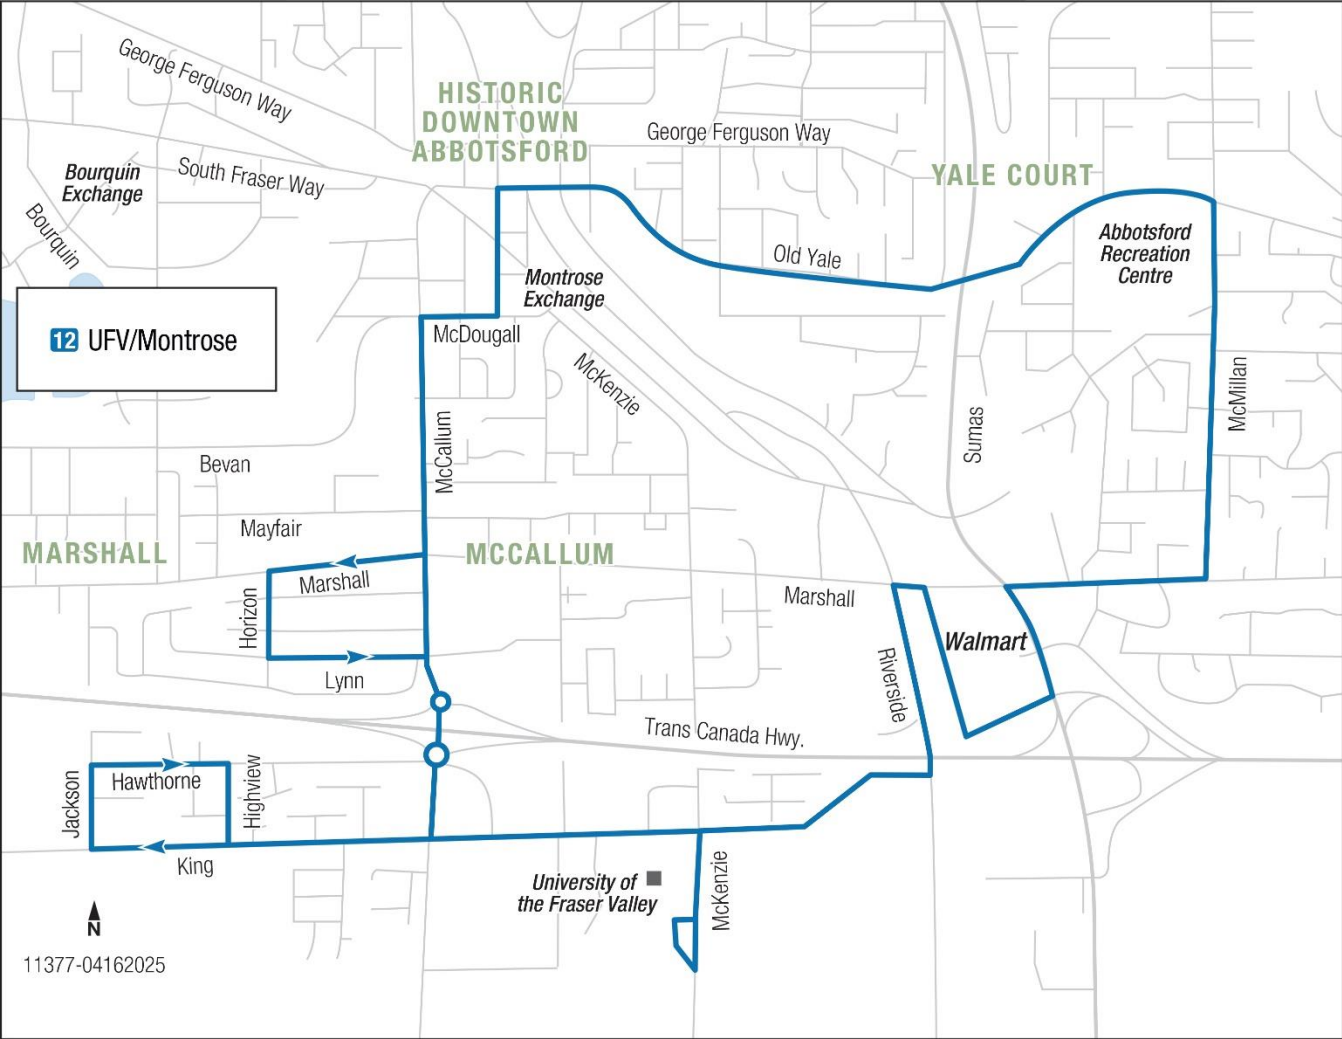 George Ferguson Way
HISTORIC
DOWNTOWN
ABBOTSFORD
George Ferguson Way
Bourquin
Exchange
South Fraser Way
YALE COURT
Bourquin
Abbotsford
Recreation
Centre
Old Yale
Montrose
Exchange
12 UFV/Montrose
McDougall
McKenzie
McMillan
McCallum
Sumas
Bevan
Mayfair
MARSHALL
MCCALLUM
Marshall
Marshall
Horizon
Walmart
Lynn
Riverside
Trans Canada Hwy.
Hawthorne
Jackson
Highview
King
University of
the Fraser Valley
McKenzie
N
11377-04162025